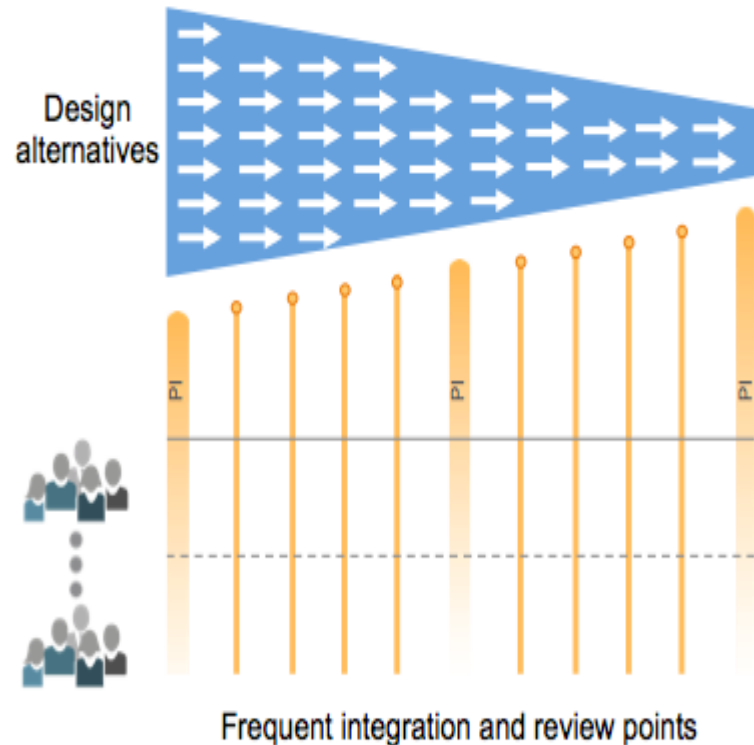 Design
alternatives
PI
PI
PI
Frequent integration and review points